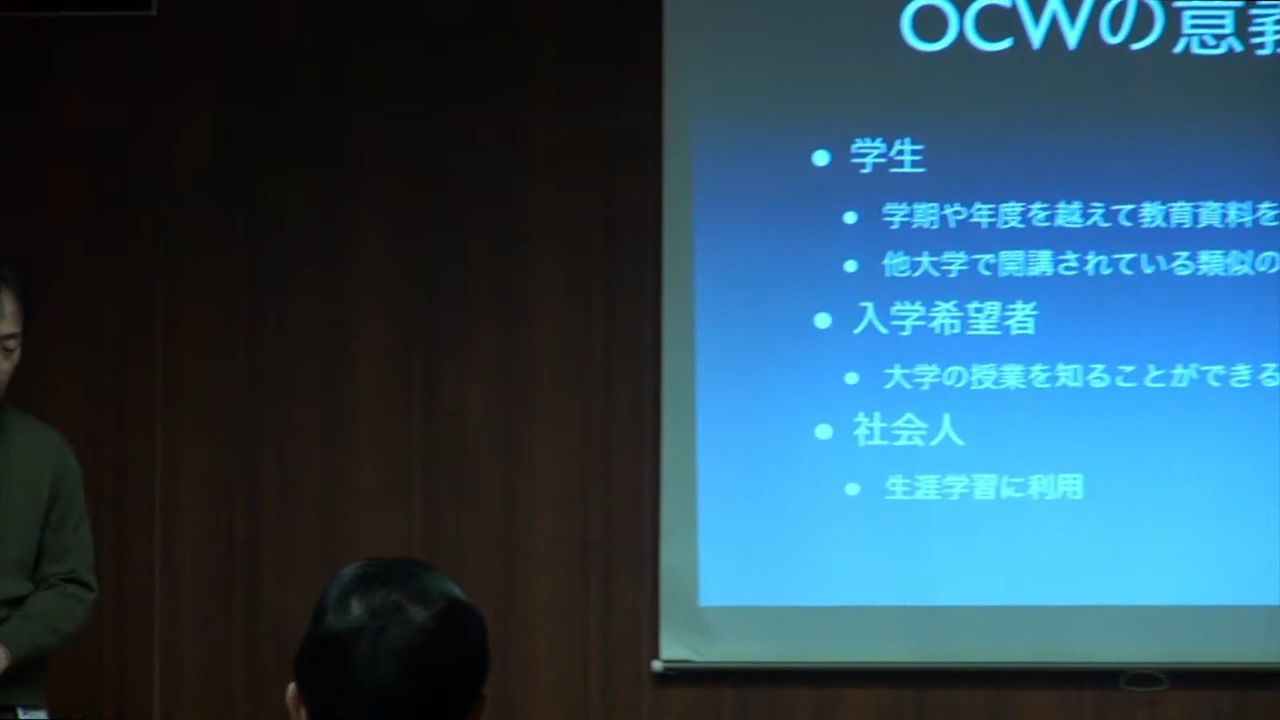 OCWの意義
• 学生
• 学期や年度を越えて教育資料を
• 他大学で開講されている類似の
• 入学希望者
• 大学の授業を知ることができる
• 社会人
• 生涯学習に利用